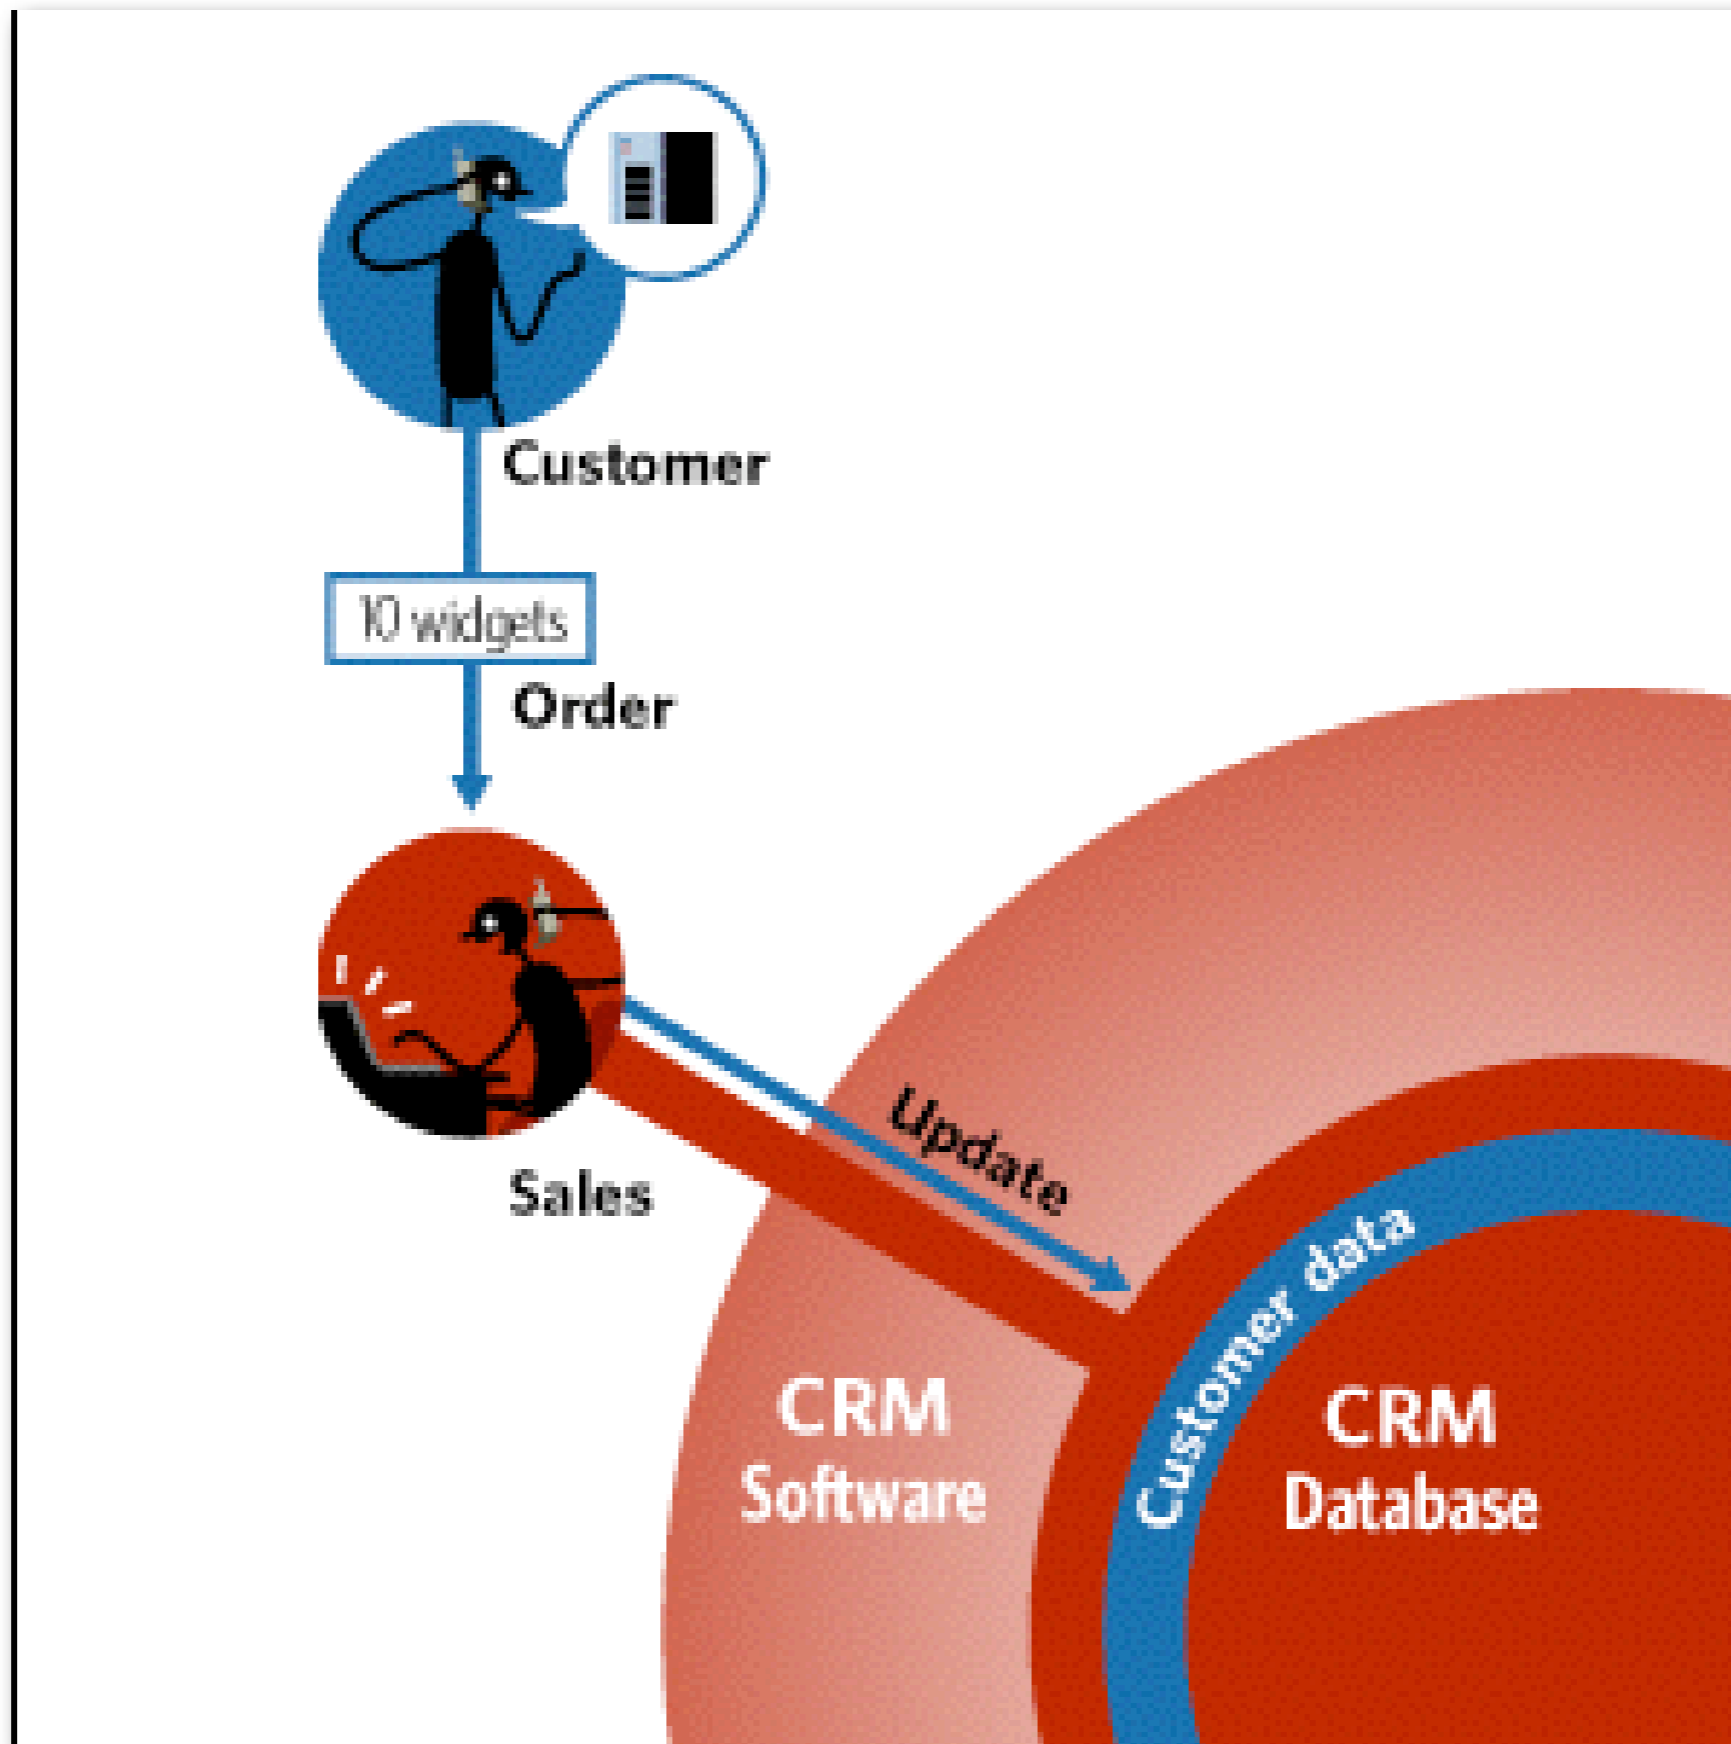 Customer
10 widgets
Order
Sales
Update
Customer data
CRM
Software
CRM
Database